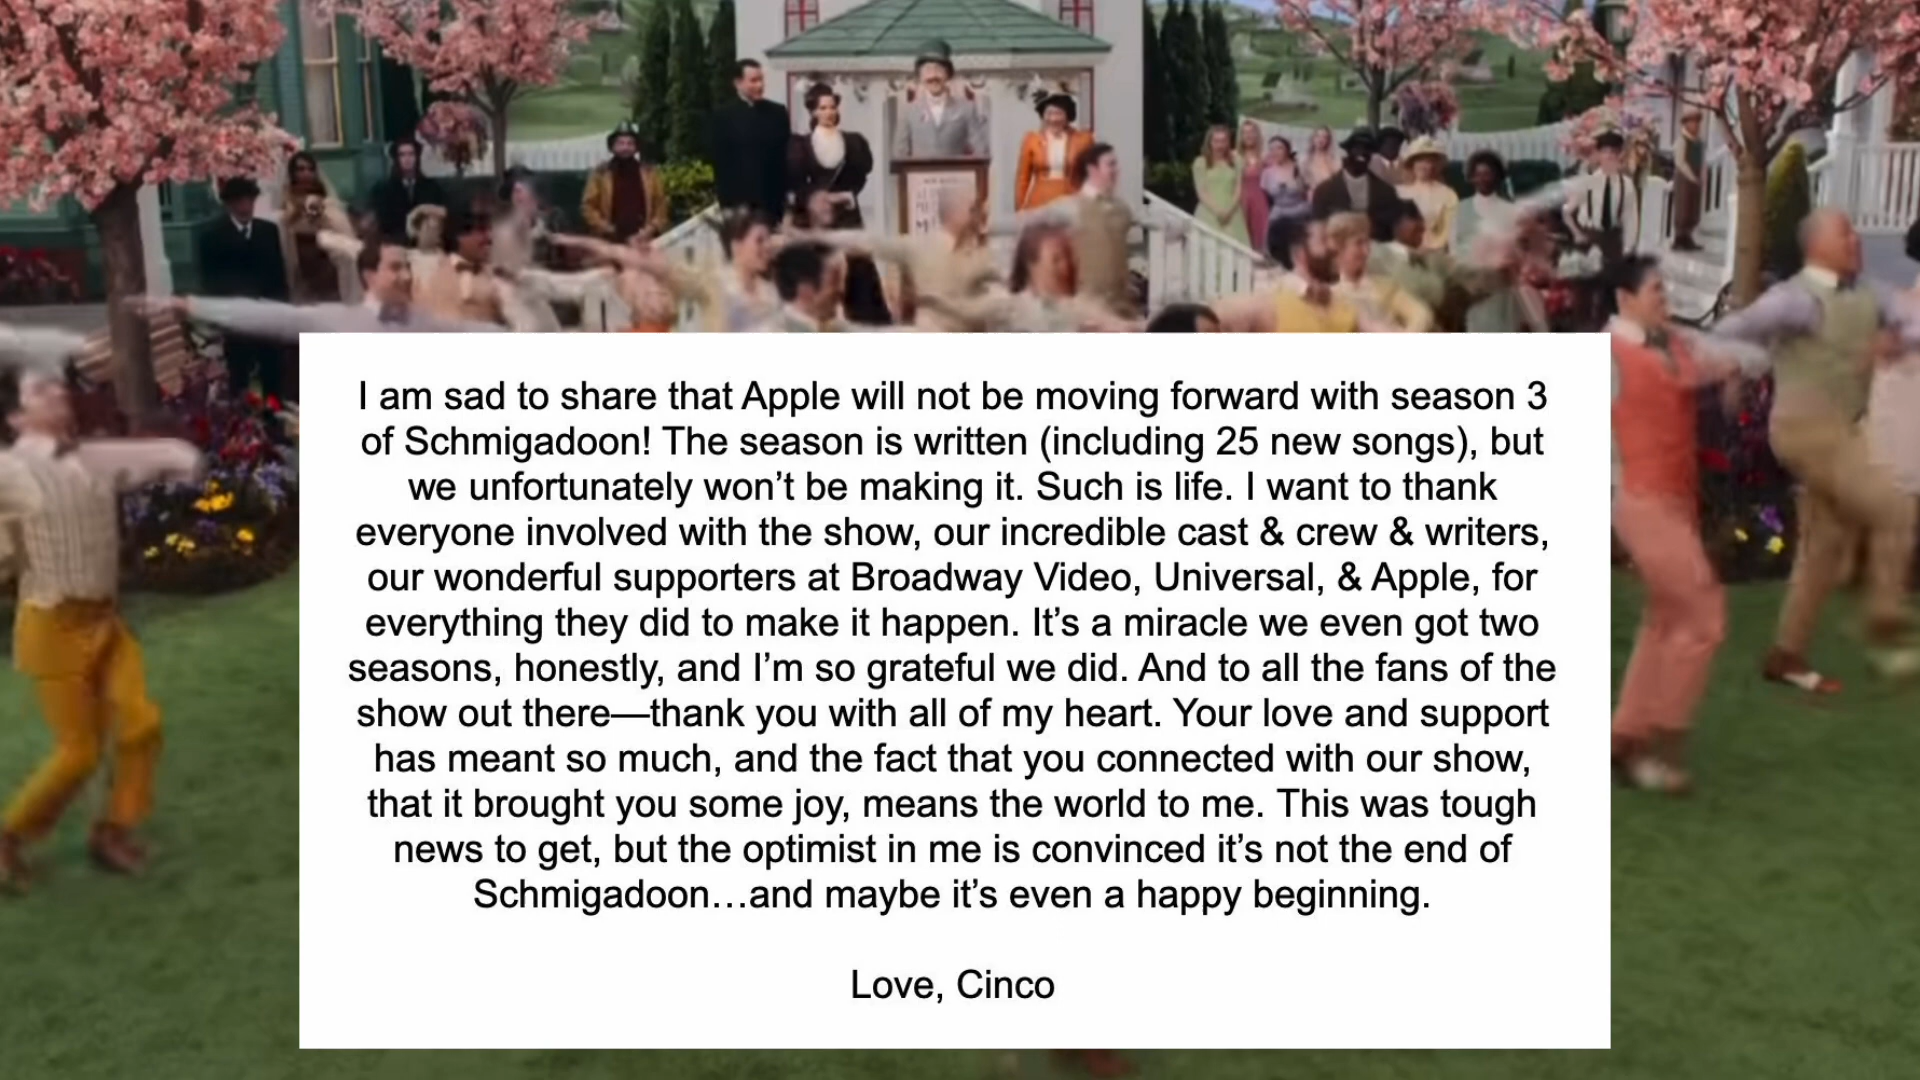 I am sad to share that Apple will not be moving forward with season 3
of Schmigadoon! The season is written (including 25 new songs), but
we unfortunately won’t be making it. Such is life. I want to thank
everyone involved with the show, our incredible cast & crew & writers,
our wonderful supporters at Broadway Video, Universal, & Apple, for
everything they did to make it happen. It’s a miracle we even got two
seasons, honestly, and I’m so grateful we did. And to all the fans of the
show out there—thank you with all of my heart. Your love and support
has meant so much, and the fact that you connected with our show,
that it brought you some joy, means the world to me. This was tough
news to get, but the optimist in me is convinced it’s not the end of
Schmigadoon…and maybe it’s even a happy beginning.
Love, Cinco